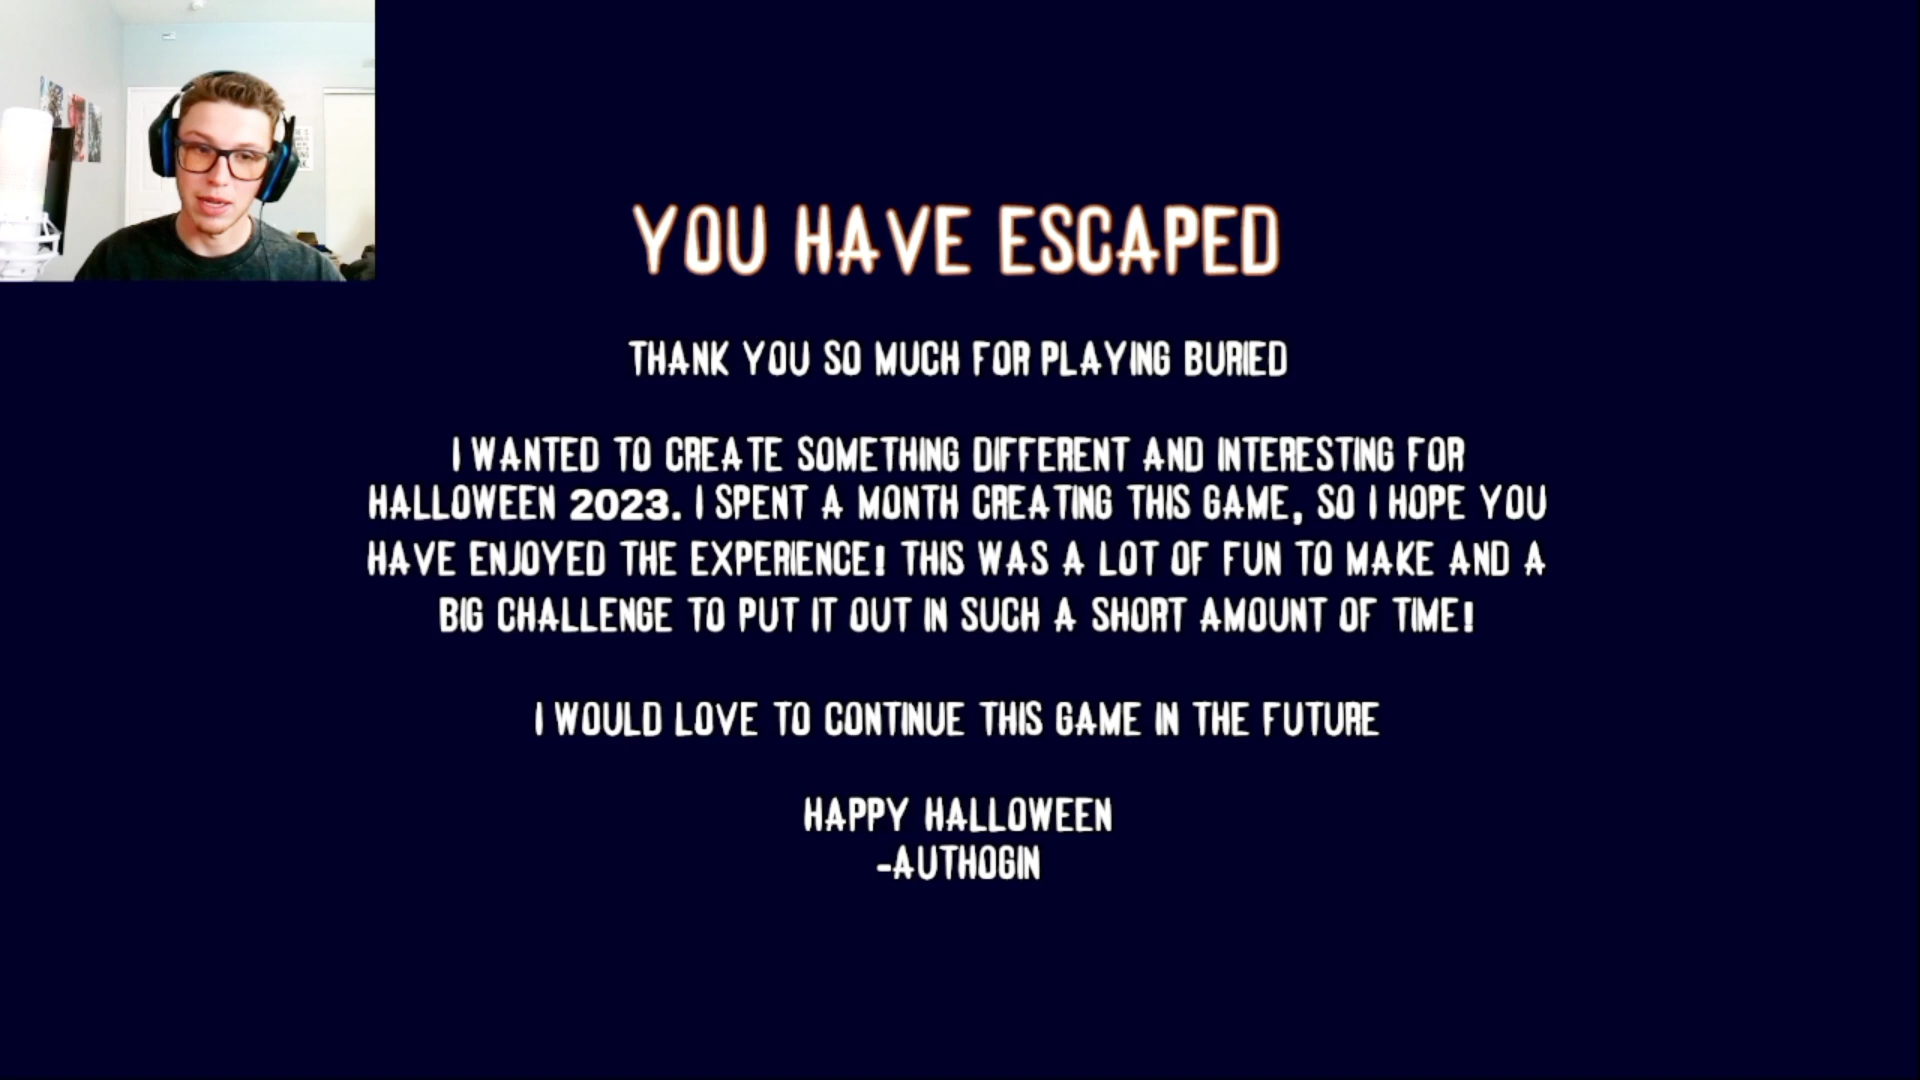 YOU HAVE ESCAPED
THANK YOU SO MUCH FOR PLAYING BURIED
I WANTED TO CREATE SOMETHING DIFFERENT AND INTERESTING FOR
HALLOWEEN 2023. I SPENT A MONTH CREATING THIS GAME, SO I HOPE YOU
HAVE ENJOYED THE EXPERIENCE! THIS WAS A LOT OF FUN TO MAKE AND A
BIG CHALLENGE TO PUT IT OUT IN SUCH A SHORT AMOUNT OF TIME!
I WOULD LOVE TO CONTINUE THIS GAME IN THE FUTURE
HAPPY HALLOWEEN
-AUTHOGIN